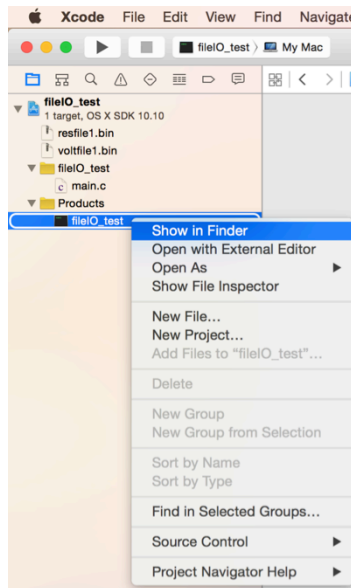 Xcode File Edit View Find Navigate
fileIO_test My Mac
fileIO_test
1 target, OS X SDK 10.10
resfile1.bin
voltfile1.bin
fileIO_test
main.c
Products
fileIO_test
Show in Finder
Open with External Editor
Open As
Show File Inspector
New File...
New Project...
Add Files to “fileIO_test”...
Delete
New Group
New Group from Selection
Sort by Name
Sort by Type
Find in Selected Groups...
Source Control
Project Navigator Help